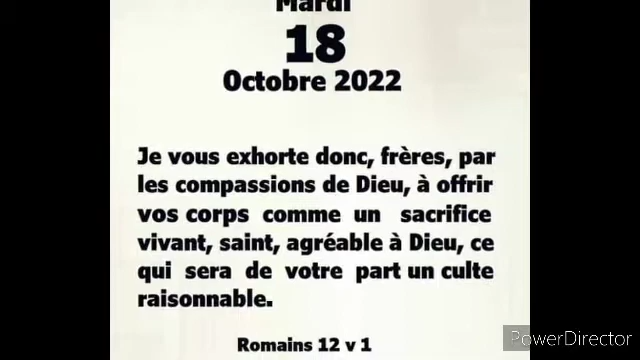 Mardi
18
Octobre 2022
Je vous exhorte donc, frères, par
les compassions de Dieu, à offrir
vos corps comme un sacrifice
vivant, saint, agréable à Dieu, ce
qui sera de votre part un culte
raisonnable.
Romains 12 v 1
PowerDirector